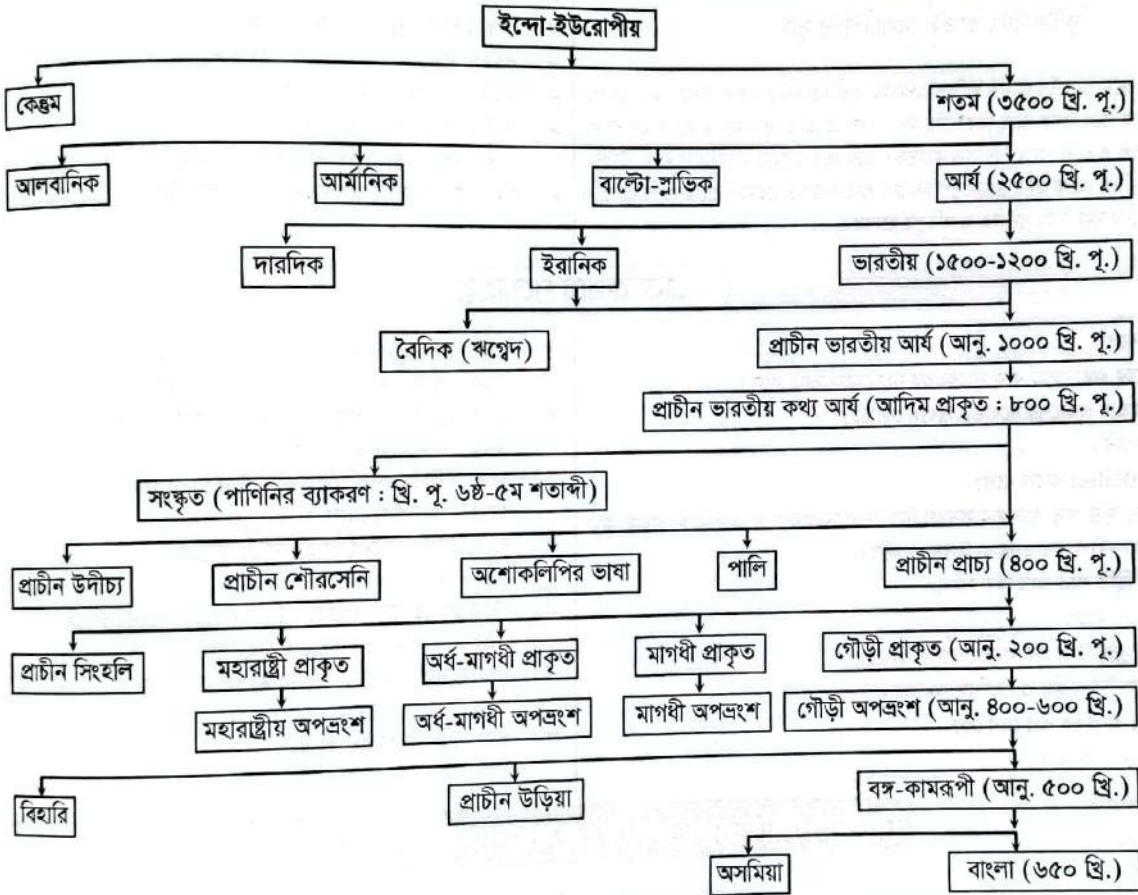 ইন্দো-ইউরোপীয়
কেন্তুম
শতম (৩৫০০ খ্রি. পূ.)
আলবানিক
আর্মানিক
বাল্টো-স্লাভিক
আর্য (২৫০০ খ্রি. পূ.)
দারদিক
ইরানিক
ভারতীয় (১৫০০-১২০০ খ্রি. পূ.)
বৈদিক (ঋগ্বেদ)
প্রাচীন ভারতীয় আর্য (আনু. ১০০০ খ্রি. পূ.)
প্রাচীন ভারতীয় কথ্য আর্য (আদিম প্রাকৃত : ৮০০ খ্রি. পূ.)
সংস্কৃত (পাণিনির ব্যাকরণ : খ্রি. পূ. ৬ষ্ঠ-৫ম শতাব্দী)
প্রাচীন উদীচ্য
প্রাচীন শৌরসেনি
অশোকলিপির ভাষা
পালি
প্রাচীন প্রাচ্য (৪০০ খ্রি. পূ.)
প্রাচীন সিংহলি
মহারাষ্ট্রী প্রাকৃত
অর্ধ-মাগধী প্রাকৃত
মাগধী প্রাকৃত
গৌড়ী প্রাকৃত (আনু. ২০০ খ্রি. পূ.)
মহারাষ্ট্রীয় অপভ্রংশ
অর্ধ-মাগধী অপভ্রংশ
মাগধী অপভ্রংশ
গৌড়ী অপভ্রংশ (আনু. ৪০০-৬০০ খ্রি.)
বিহারি
প্রাচীন উড়িয়া
বঙ্গ-কামরূপী (আনু. ৫০০ খ্রি.)
অসমিয়া
বাংলা (৬৫০ খ্রি.)